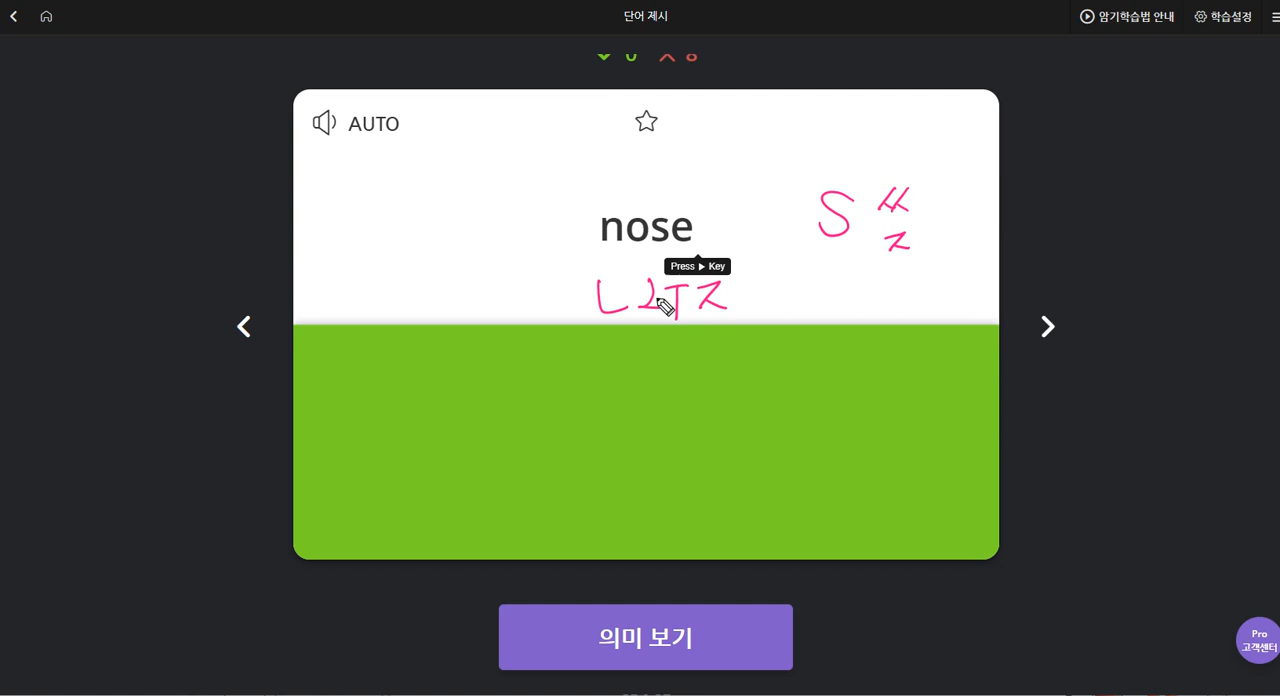 단어 제시
암기학습법 안내
학습설정
AUTO
nose
Press ▶ Key
S ㅆ
ㅈ
ㄴㅗㅜㅈ
의미 보기
Pro
고객센터